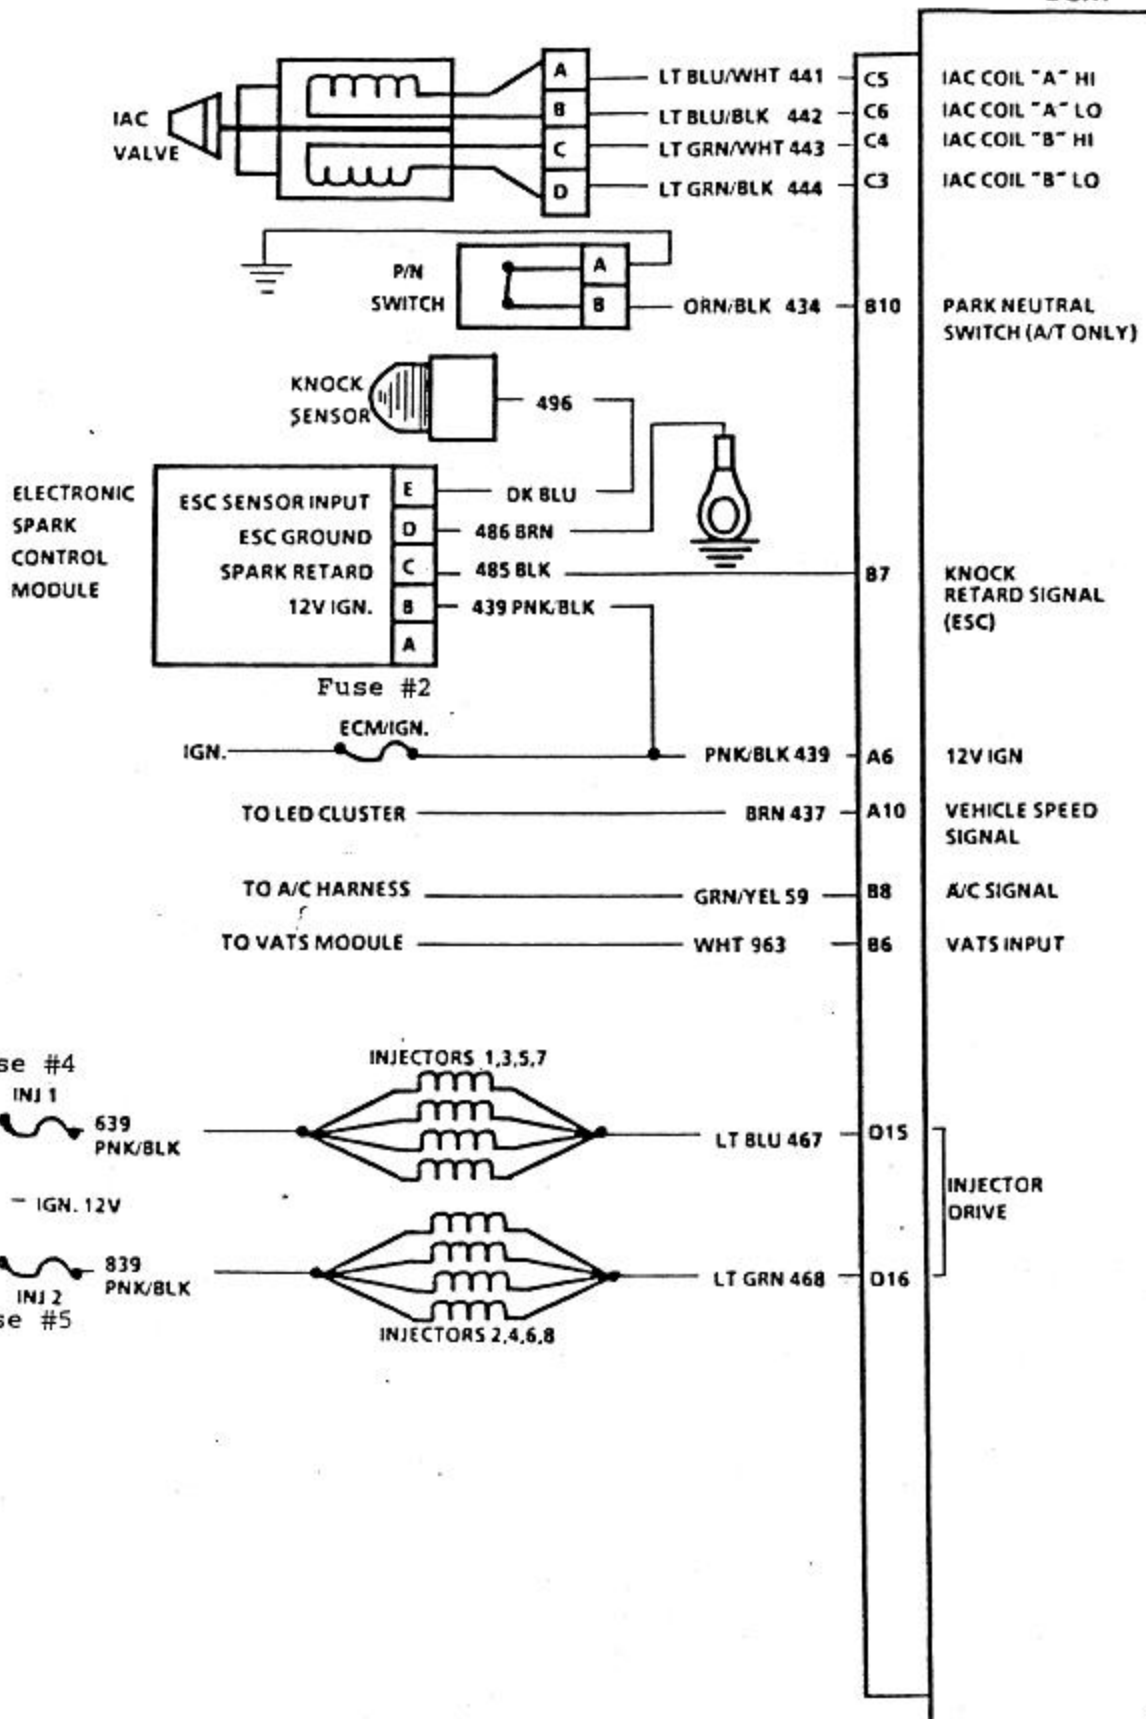 A LT BLU/WHT 441 C5 IAC COIL "A" HI
IAC B LT BLU/BLK 442 C6 IAC COIL "A" LO
VALVE C LT GRN/WHT 443 C4 IAC COIL "B" HI
D LT GRN/BLK 444 C3 IAC COIL "B" LO
P/N A
SWITCH B ORN/BLK 434 B10 PARK NEUTRAL
SWITCH (A/T ONLY)
KNOCK
SENSOR 496
ELECTRONIC
SPARK
CONTROL
MODULE
ESC SENSOR INPUT E DK BLU
ESC GROUND D 486 BRN
SPARK RETARD C 485 BLK B7 KNOCK
RETARD SIGNAL
(ESC)
12V IGN. B 439 PNK/BLK
A
Fuse #2
ECM/IGN.
IGN. PNK/BLK 439 A6 12V IGN
TO LED CLUSTER BRN 437 A10 VEHICLE SPEED
SIGNAL
TO A/C HARNESS GRN/YEL 59 B8 A/C SIGNAL
TO VATS MODULE WHT 963 B6 VATS INPUT
se #4
INJ 1
INJECTORS 1,3,5,7
639
PNK/BLK
LT BLU 467 D15
IGN. 12V
INJECTOR
DRIVE
839
PNK/BLK
LT GRN 468 D16
INJ 2
se #5
INJECTORS 2,4,6,8